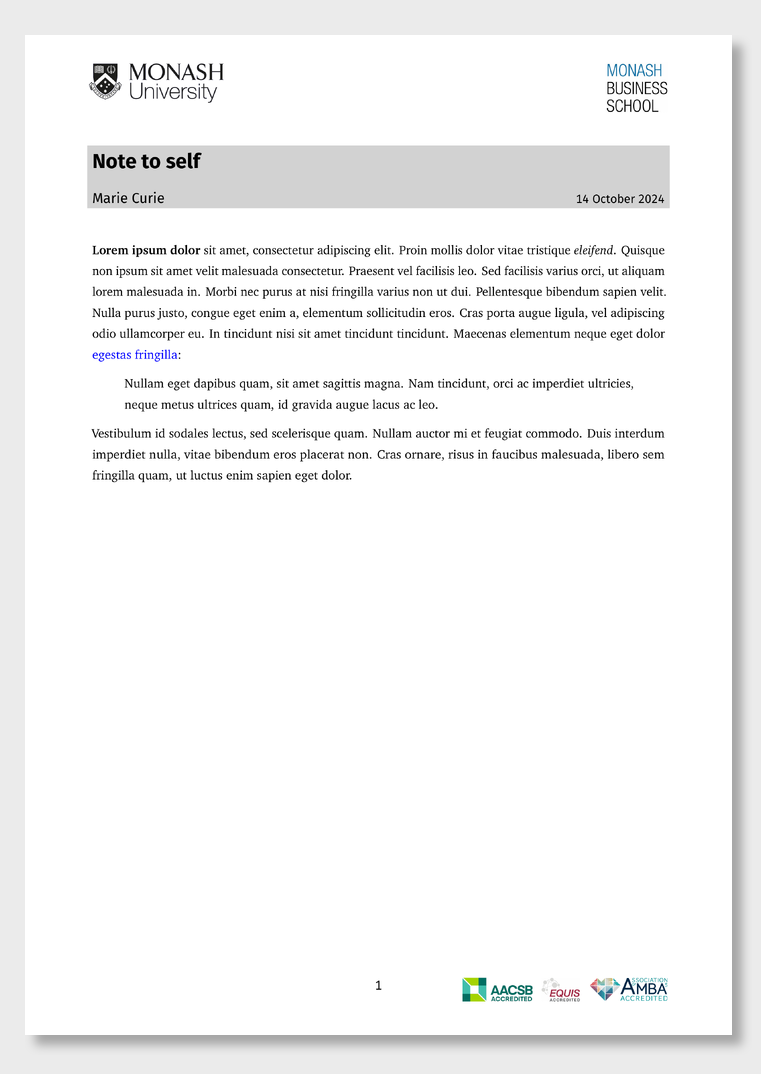 MONASH
University
MONASH
BUSINESS
SCHOOL
Note to self
Marie Curie
14 October 2024
Lorem ipsum dolor sit amet, consectetur adipiscing elit. Proin mollis dolor vitae tristique eleifend. Quisque
non ipsum sit amet velit malesuada consectetur. Praesent vel facilisis leo. Sed facilisis varius orci, ut aliquam
lorem malesuada in. Morbi nec purus at nisi fringilla varius non ut dui. Pellentesque bibendum sapien velit.
Nulla purus justo, congue eget enim a, elementum sollicitudin eros. Cras porta augue ligula, vel adipiscing
odio ullamcorper eu. In tincidunt nisi sit amet tincidunt tincidunt. Maecenas elementum neque eget dolor
egestas fringilla:
Nullam eget dapibus quam, sit amet sagittis magna. Nam tincidunt, orci ac imperdiet ultricies,
neque metus ultrices quam, id gravida augue lacus ac leo.
Vestibulum id sodales lectus, sed scelerisque quam. Nullam auctor mi et feugiat commodo. Duis interdum
imperdiet nulla, vitae bibendum eros placerat non. Cras ornare, risus in faucibus malesuada, libero sem
fringilla quam, ut luctus enim sapien eget dolor.
1
AACSB
ACCREDITED
EQUIS
ACCREDITED
ASSOCIATION
AMBA
ACCREDITED